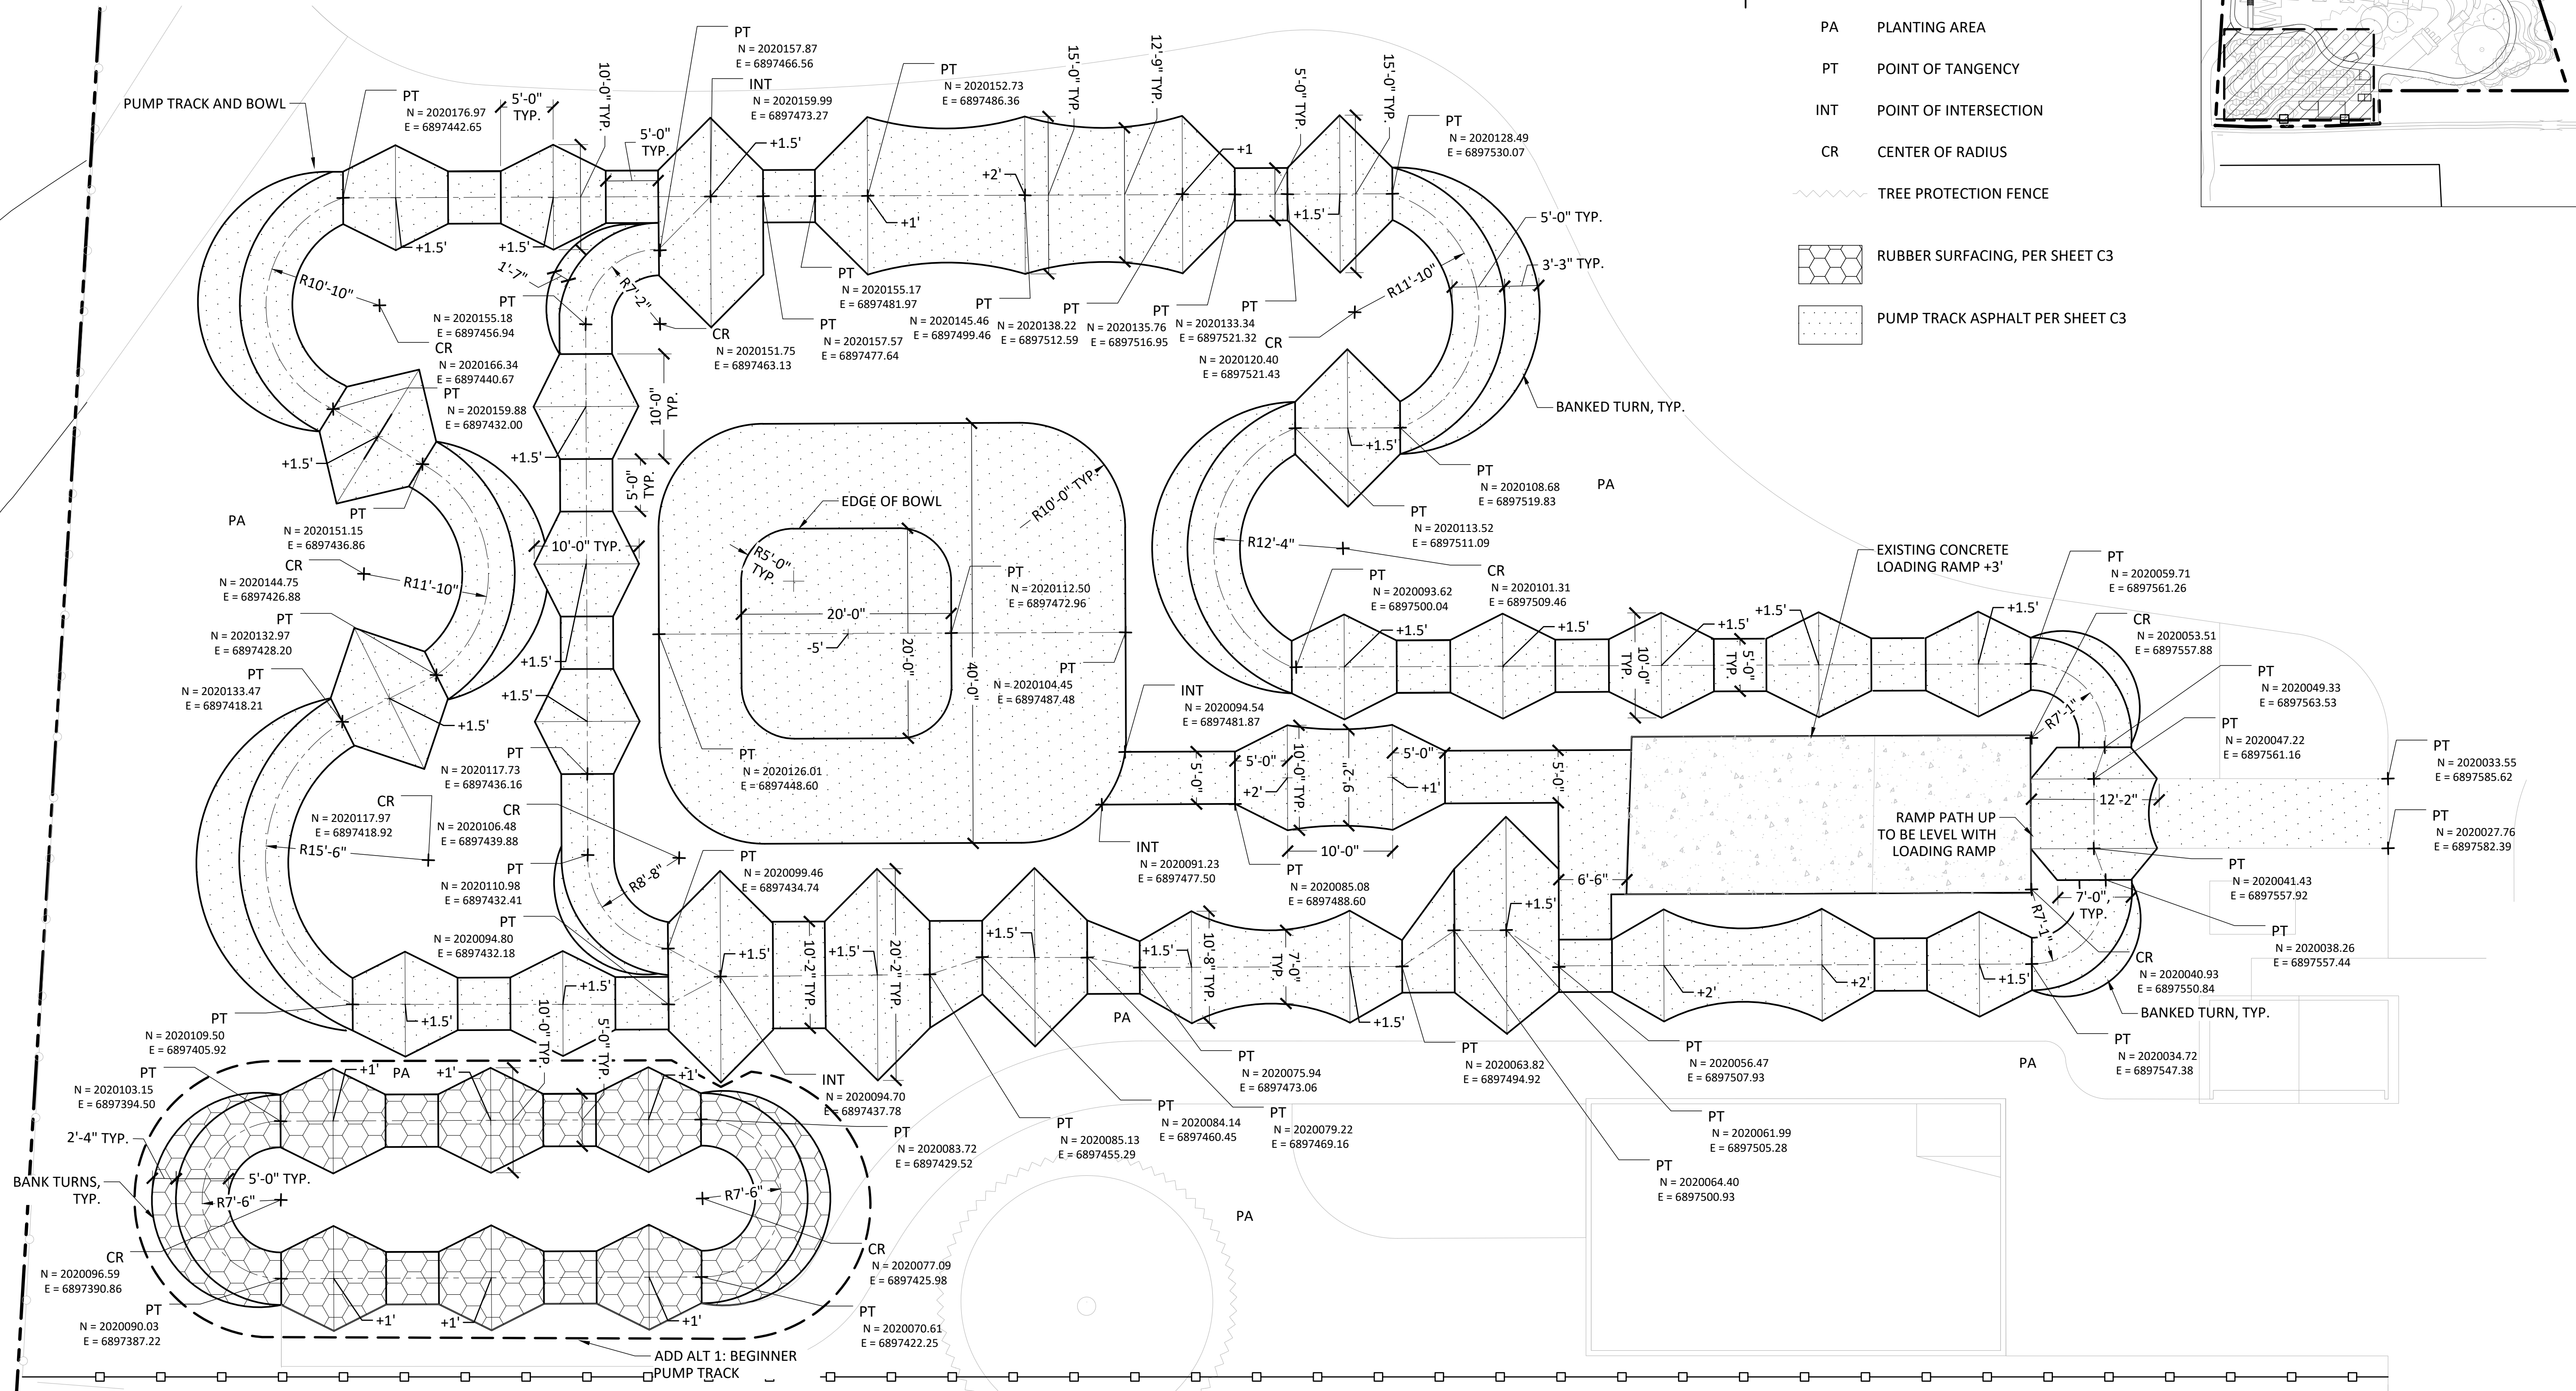 PA PLANTING AREA
PT POINT OF TANGENCY
INT POINT OF INTERSECTION
CR CENTER OF RADIUS
TREE PROTECTION FENCE
RUBBER SURFACING, PER SHEET C3
PUMP TRACK ASPHALT PER SHEET C3
PUMP TRACK AND BOWL
PT
N = 2020176.97
E = 6897442.65
5'-0"
TYP.
10'-0" TYP.
5'-0"
TYP.
PT
N = 2020157.87
E = 6897466.56
INT
N = 2020159.99
E = 6897473.27
+1.5'
PT
N = 2020152.73
E = 6897486.36
15'-0" TYP.
12'-9" TYP.
5'-0" TYP.
15'-0" TYP.
+2'
+1
+1'
+1.5'
PT
N = 2020128.49
E = 6897530.07
5'-0" TYP.
3'-3" TYP.
R11'-10"
+1.5'
+1.5'
1'-7"
R7'-2"
R10'-10"
PT
N = 2020155.18
E = 6897456.94
CR
N = 2020166.34
E = 6897440.67
PT
N = 2020159.88
E = 6897432.00
CR
N = 2020151.75
E = 6897463.13
PT
N = 2020157.57
E = 6897477.64
PT
N = 2020155.17
E = 6897481.97
PT
N = 2020145.46
E = 6897499.46
PT
N = 2020138.22
E = 6897512.59
PT
N = 2020135.76
E = 6897516.95
PT
N = 2020133.34
E = 6897521.32
CR
N = 2020120.40
E = 6897521.43
BANKED TURN, TYP.
+1.5'
PT
N = 2020108.68
E = 6897519.83
PA
PT
N = 2020113.52
E = 6897511.09
+1.5'
+1.5'
10'-0"
TYP.
5'-0"
TYP.
10'-0" TYP.
EDGE OF BOWL
R10'-0" TYP.
R5'-0"
TYP.
20'-0"
20'-0"
40'-0"
-5'
PT
N = 2020112.50
E = 6897472.96
PT
N = 2020104.45
E = 6897487.48
PT
N = 2020126.01
E = 6897448.60
PA
PT
N = 2020151.15
E = 6897436.86
CR
N = 2020144.75
E = 6897426.88
R11'-10"
PT
N = 2020132.97
E = 6897428.20
PT
N = 2020133.47
E = 6897418.21
+1.5'
+1.5'
+1.5'
PT
N = 2020117.73
E = 6897436.16
CR
N = 2020117.97
E = 6897418.92
CR
N = 2020106.48
E = 6897439.88
R15'-6"
R8'-8"
PT
N = 2020110.98
E = 6897432.41
PT
N = 2020094.80
E = 6897432.18
PT
N = 2020099.46
E = 6897434.74
R12'-4"
CR
N = 2020101.31
E = 6897509.46
PT
N = 2020093.62
E = 6897500.04
EXISTING CONCRETE
LOADING RAMP +3'
PT
N = 2020059.71
E = 6897561.26
CR
N = 2020053.51
E = 6897557.88
+1.5'
+1.5'
+1.5'
+1.5'
+1.5'
10'-0"
TYP.
5'-0"
TYP.
R7'-1"
PT
N = 2020049.33
E = 6897563.53
PT
N = 2020047.22
E = 6897561.16
PT
N = 2020033.55
E = 6897585.62
12'-2"
RAMP PATH UP
TO BE LEVEL WITH
LOADING RAMP
PT
N = 2020027.76
E = 6897582.39
PT
N = 2020041.43
E = 6897557.92
7'-0",
TYP.
R7'-1"
PT
N = 2020038.26
E = 6897557.44
CR
N = 2020040.93
E = 6897550.84
BANKED TURN, TYP.
PT
N = 2020034.72
E = 6897547.38
INT
N = 2020094.54
E = 6897481.87
5'-0"
5'-0"
+2'
10'-0" TYP.
9'-2"
5'-0"
+1'
5'-0"
10'-0"
6'-6"
INT
N = 2020091.23
E = 6897477.50
PT
N = 2020085.08
E = 6897488.60
+1.5'
+1.5'
+1.5'
10'-2" TYP.
+1.5'
20'-2" TYP.
+1.5'
+1.5'
10'-8" TYP.
7'-0"
TYP.
+1.5'
+1.5'
+2'
+2'
+1.5'
PA
PA
PT
N = 2020109.50
E = 6897405.92
10'-0" TYP.
5'-0" TYP.
PT
N = 2020103.15
E = 6897394.50
+1'
PA
+1'
+1'
INT
N = 2020094.70
E = 6897437.78
PT
N = 2020083.72
E = 6897429.52
PT
N = 2020085.13
E = 6897455.29
PT
N = 2020084.14
E = 6897460.45
PT
N = 2020079.22
E = 6897469.16
PT
N = 2020075.94
E = 6897473.06
PT
N = 2020063.82
E = 6897494.92
PT
N = 2020056.47
E = 6897507.93
PT
N = 2020061.99
E = 6897505.28
PT
N = 2020064.40
E = 6897500.93
2'-4" TYP.
BANK TURNS,
TYP.
5'-0" TYP.
R7'-6"
R7'-6"
PA
CR
N = 2020096.59
E = 6897390.86
CR
N = 2020077.09
E = 6897425.98
PT
N = 2020090.03
E = 6897387.22
+1'
+1'
+1'
PT
N = 2020070.61
E = 6897422.25
ADD ALT 1: BEGINNER
PUMP TRACK